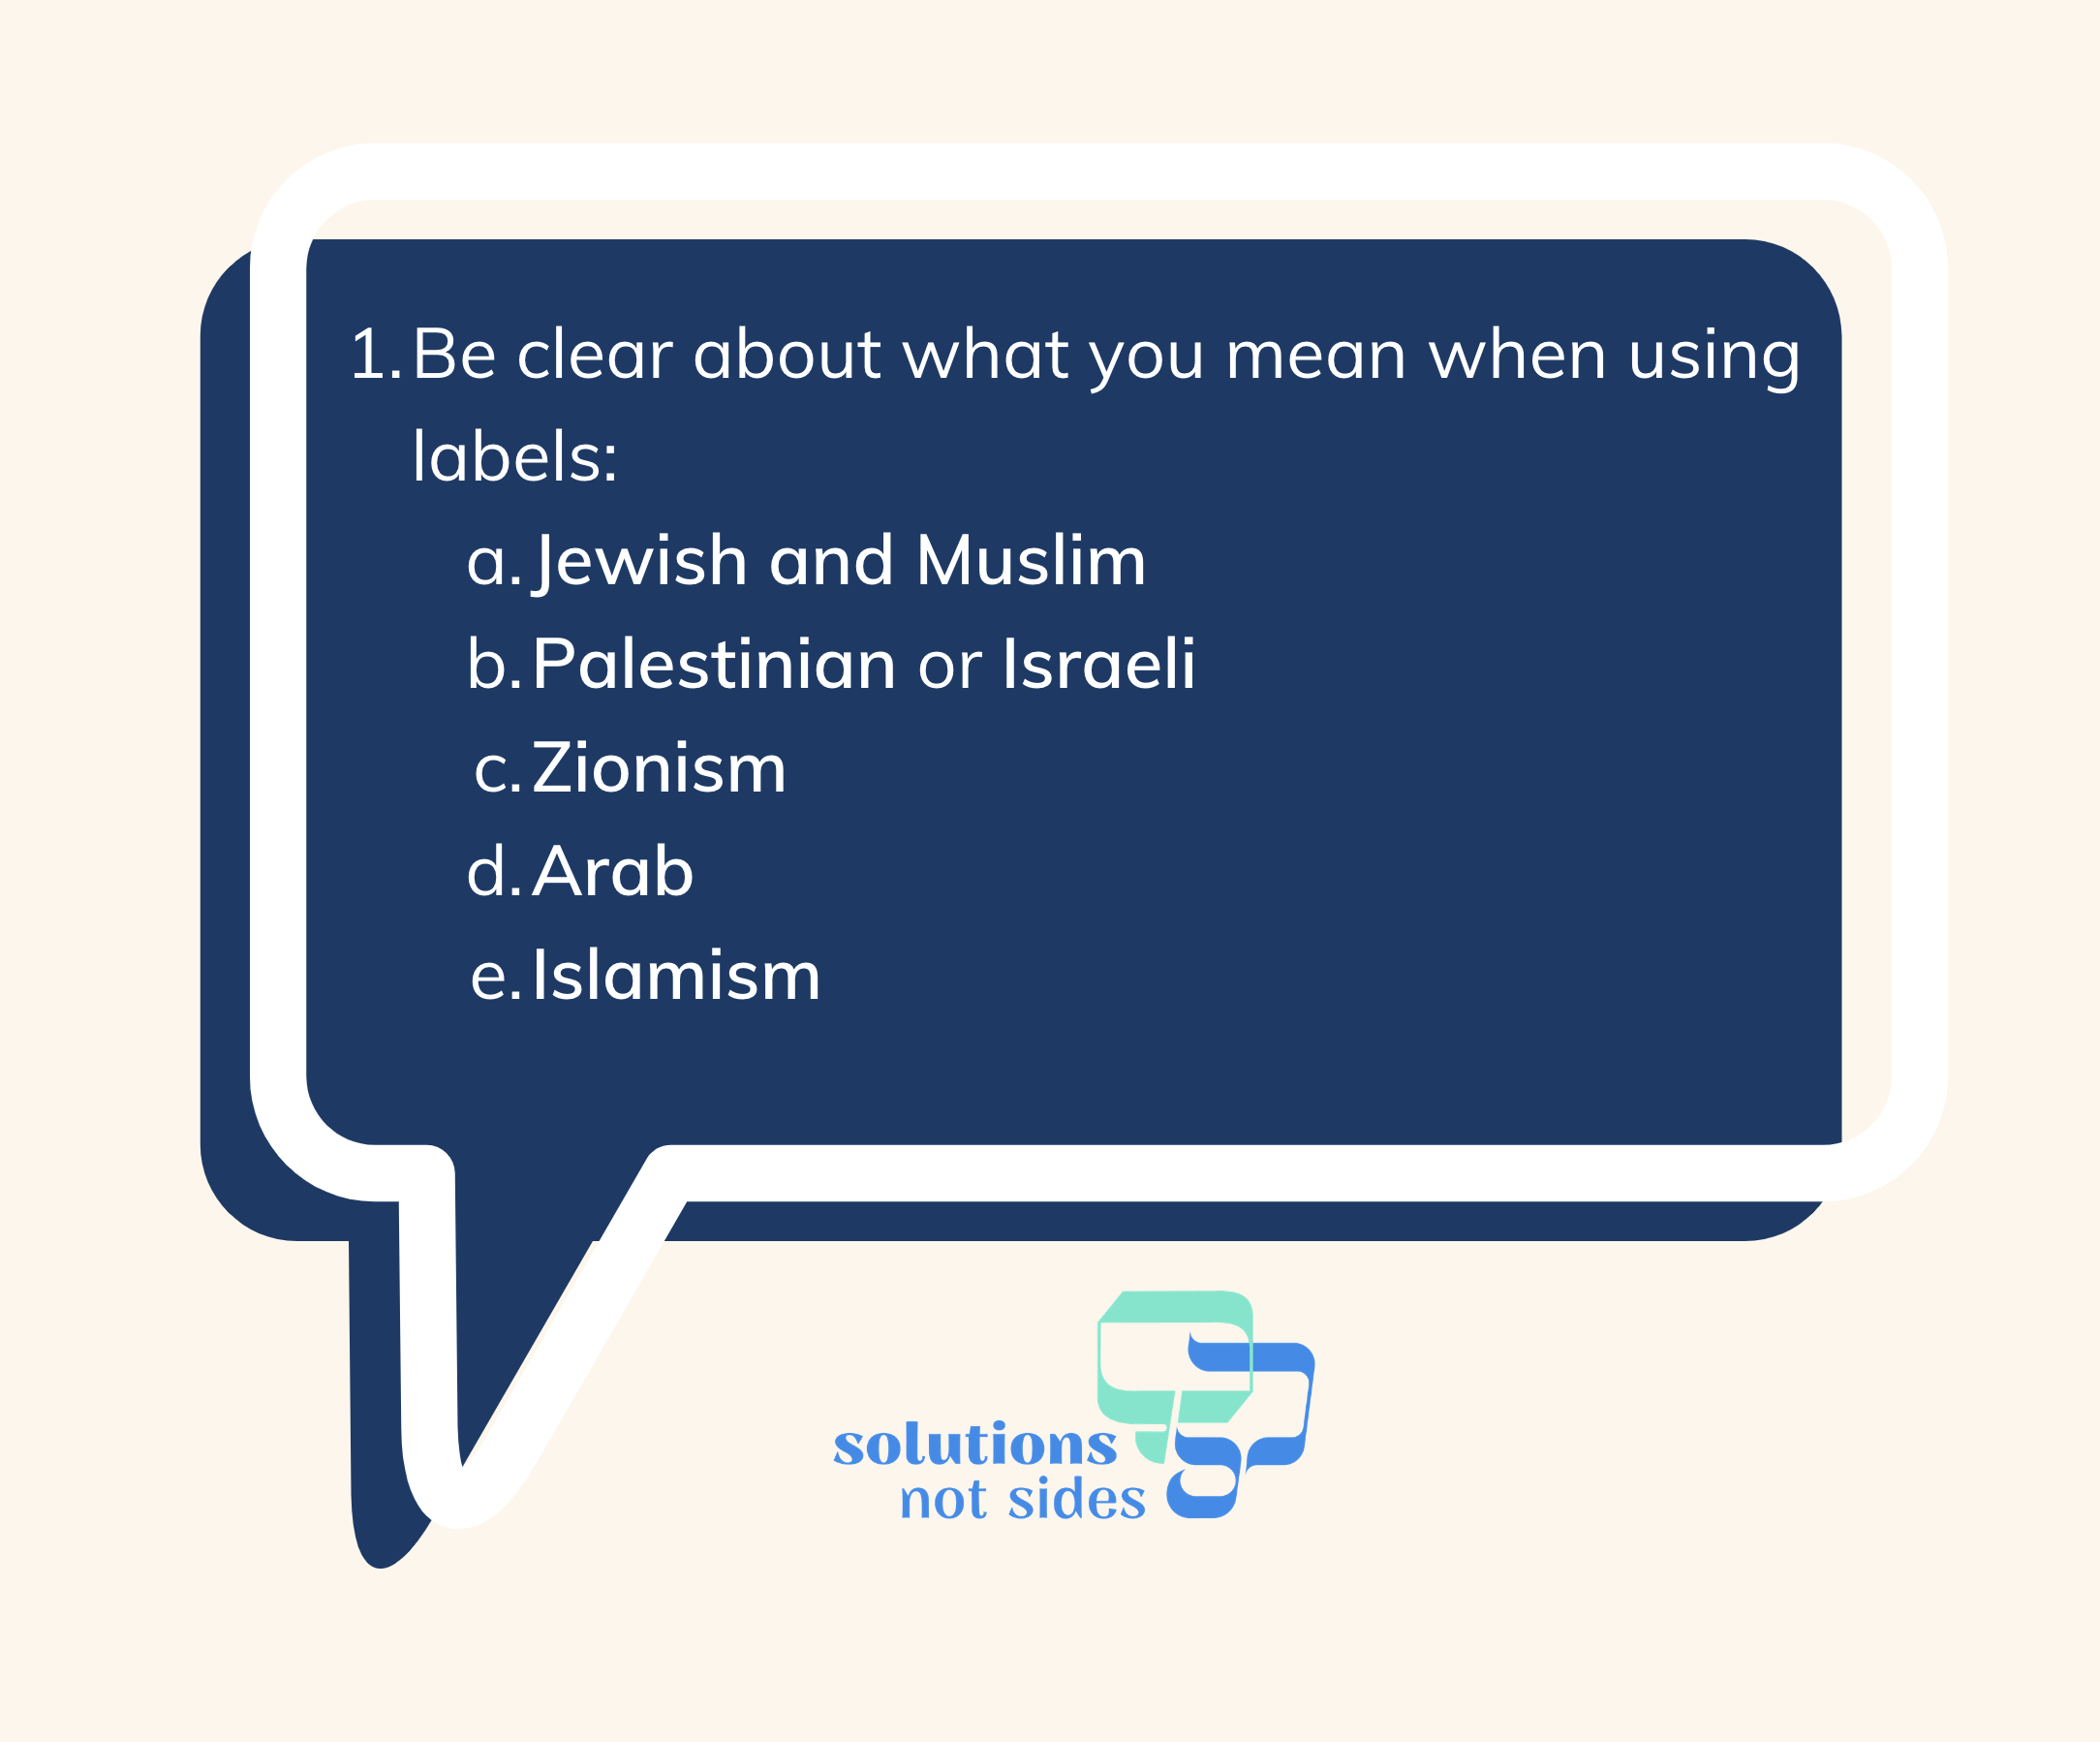 1. Be clear about what you mean when using
labels:
a. Jewish and Muslim
b. Palestinian or Israeli
c. Zionism
d. Arab
e. Islamism
solutions
not sides